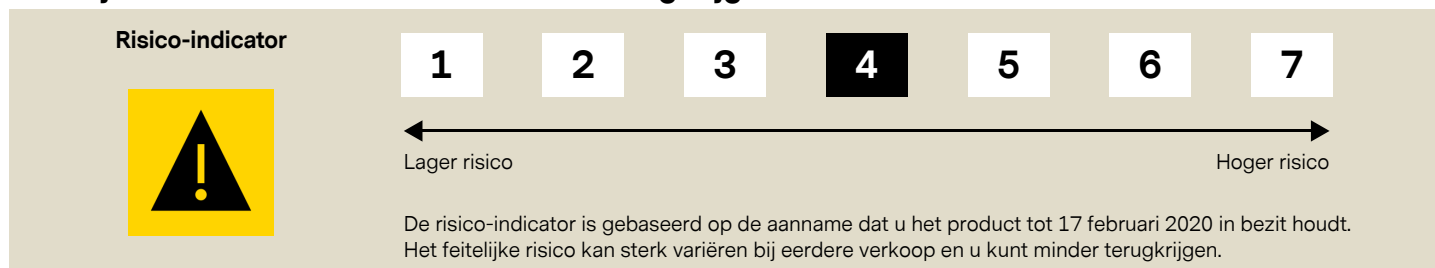 Risico-indicator
1 2 3 4 5 6 7
Lager risico Hoger risico
De risico-indicator is gebaseerd op de aanname dat u het product tot 17 februari 2020 in bezit houdt.
Het feitelijke risico kan sterk variëren bij eerdere verkoop en u kunt minder terugkrijgen.